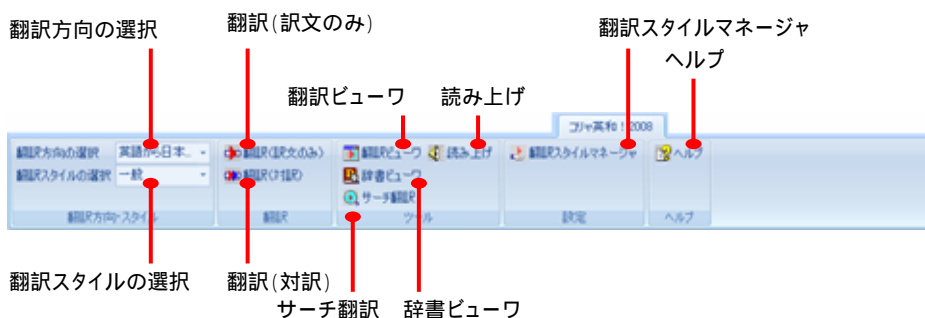 翻訳方向の選択 翻訳(訳文のみ) 翻訳スタイルマネージャ
ヘルプ
翻訳ビューワ 読み上げ
コリャ英和!2008
翻訳方向の選択 英語から日本.. 翻訳(訳文のみ) 翻訳ビューワ 読み上げ 翻訳スタイルマネージャ ヘルプ
翻訳スタイルの選択 一般 翻訳(対訳) 辞書ビューワ
サーチ翻訳
翻訳方向・スタイル 翻訳 ツール 設定 ヘルプ
翻訳スタイルの選択 翻訳(対訳)
サーチ翻訳 辞書ビューワ